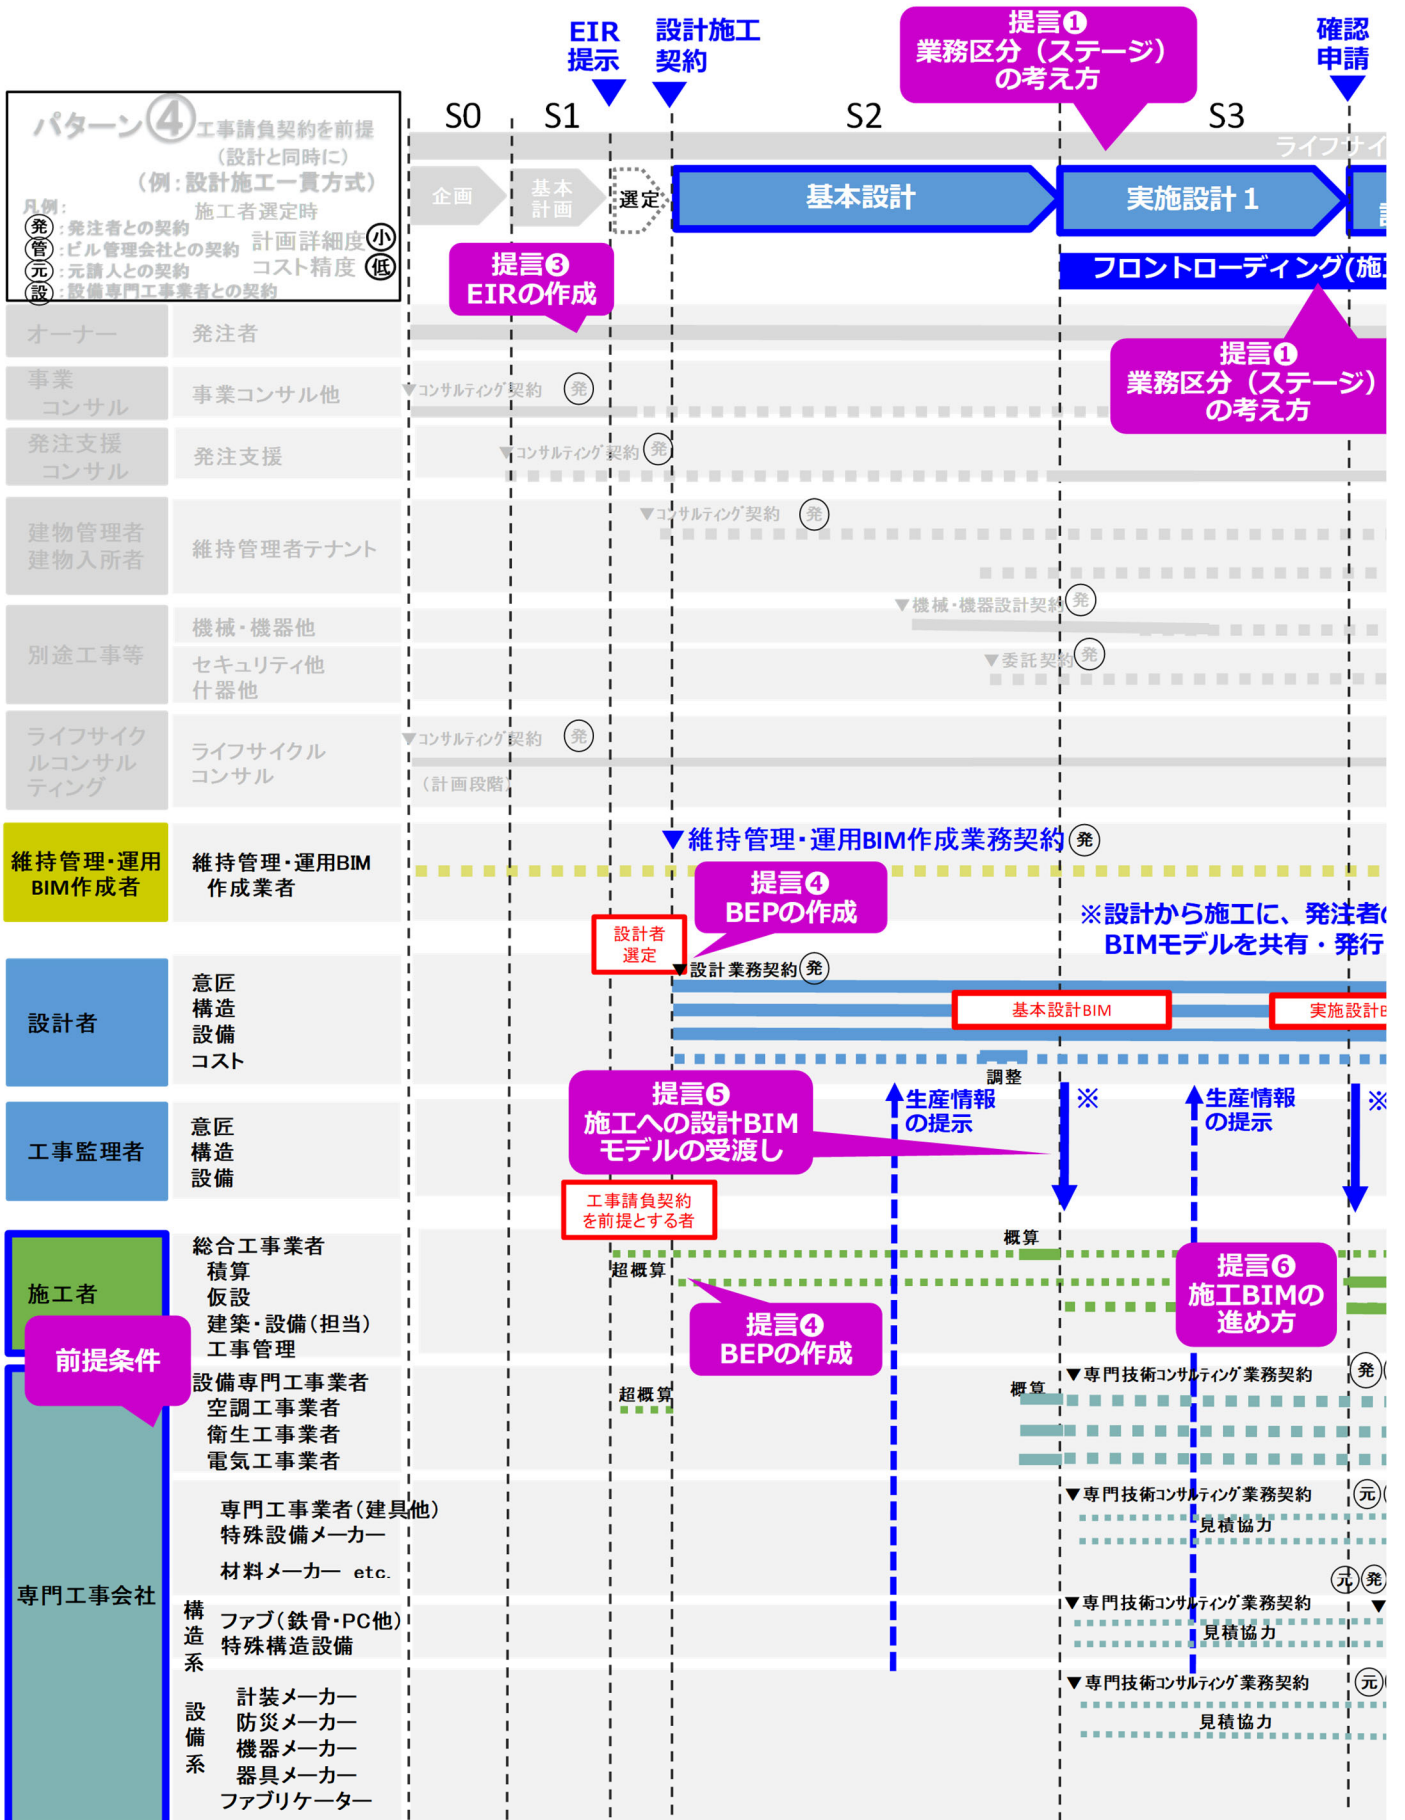 EIR
提示
設計施工
契約
提言❶
業務区分（ステージ）
の考え方
確認
申請
パターン④工事請負契約を前提
（設計と同時に）
（例：設計施工一貫方式）
凡例：
施工者選定時
発：発注者との契約
管：ビル管理会社との契約
計画詳細度 小
元：元請人との契約
コスト精度 低
設：設備専門工事業者との契約
S0
S1
S2
S3
ライフサイ
企画
基本
計画
選定
基本設計
実施設計１
フロントローディング(施
提言❸
EIRの作成
提言❶
業務区分（ステージ）
の考え方
オーナー
発注者
事業
コンサル
事業コンサル他
▼コンサルティング契約 発
発注支援
コンサル
発注支援
▼コンサルティング契約 発
建物管理者
建物入所者
維持管理者テナント
▼コンサルティング契約 発
別途工事等
機械・機器他
▼機械・機器設計契約 発
セキュリティ他
什器他
▼委託契約 発
ライフサイク
ルコンサル
ティング
ライフサイクル
コンサル
▼コンサルティング契約 発
（計画段階）
維持管理・運用
BIM作成者
維持管理・運用BIM
作成業者
▼維持管理・運用BIM作成業務契約 発
提言❹
BEPの作成
※設計から施工に、発注者の
BIMモデルを共有・発行
設計者
選定
▼設計業務契約 発
設計者
意匠
構造
設備
コスト
基本設計BIM
実施設計B
調整
提言❺
施工への設計BIM
モデルの受渡し
生産情報
の提示
※
生産情報
の提示
※
工事監理者
意匠
構造
設備
工事請負契約
を前提とする者
施工者
総合工事業者
積算
仮設
建築・設備（担当）
工事管理
超概算
概算
提言❹
BEPの作成
提言❻
施工BIMの
進め方
前提条件
専門工事会社
設備専門工事業者
空調工事業者
衛生工事業者
電気工事業者
超概算
概算
▼専門技術コンサルティング業務契約 発
専門工事業者（建具他）
特殊設備メーカー
材料メーカー etc.
▼専門技術コンサルティング業務契約 元
見積協力
構造系
ファブ（鉄骨・PC他）
特殊構造設備
元 発
▼専門技術コンサルティング業務契約 ▼
見積協力
設備系
計装メーカー
防災メーカー
機器メーカー
器具メーカー
ファブリケーター
▼専門技術コンサルティング業務契約 元
見積協力